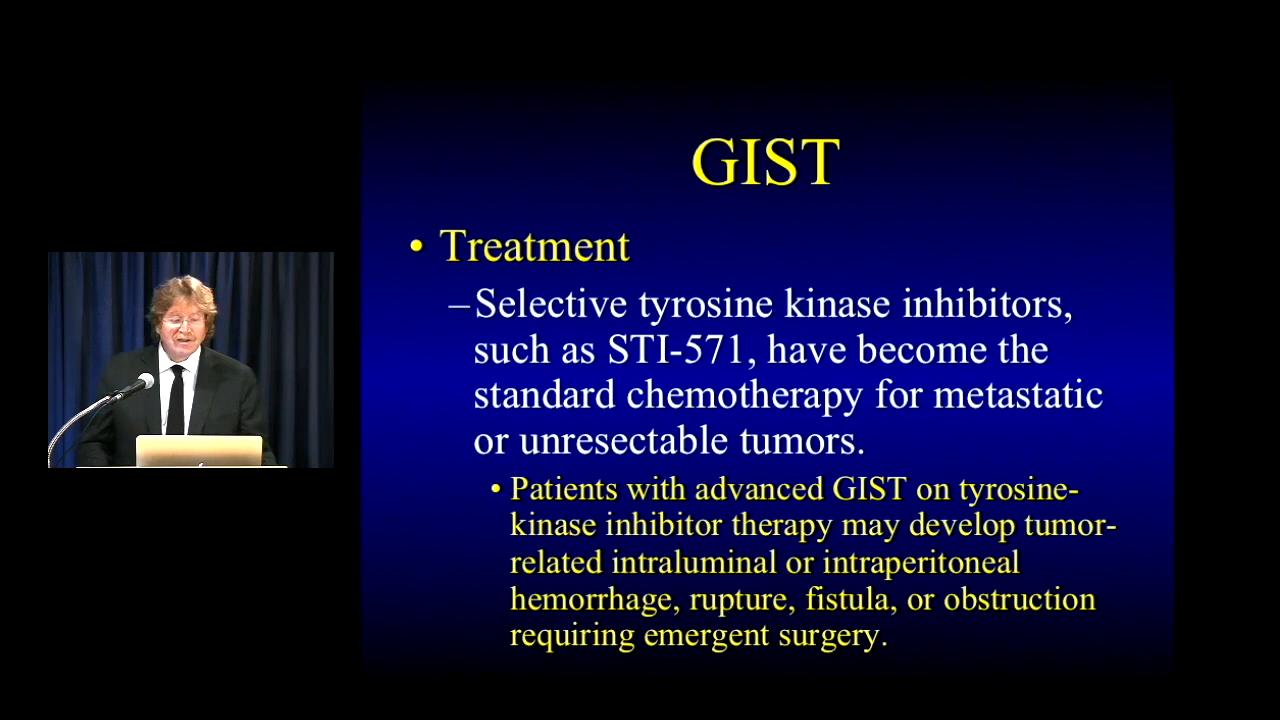 GIST
• Treatment
–Selective tyrosine kinase inhibitors,
such as STI-571, have become the
standard chemotherapy for metastatic
or unresectable tumors.
• Patients with advanced GIST on tyrosine-
kinase inhibitor therapy may develop tumor-
related intraluminal or intraperitoneal
hemorrhage, rupture, fistula, or obstruction
requiring emergent surgery.